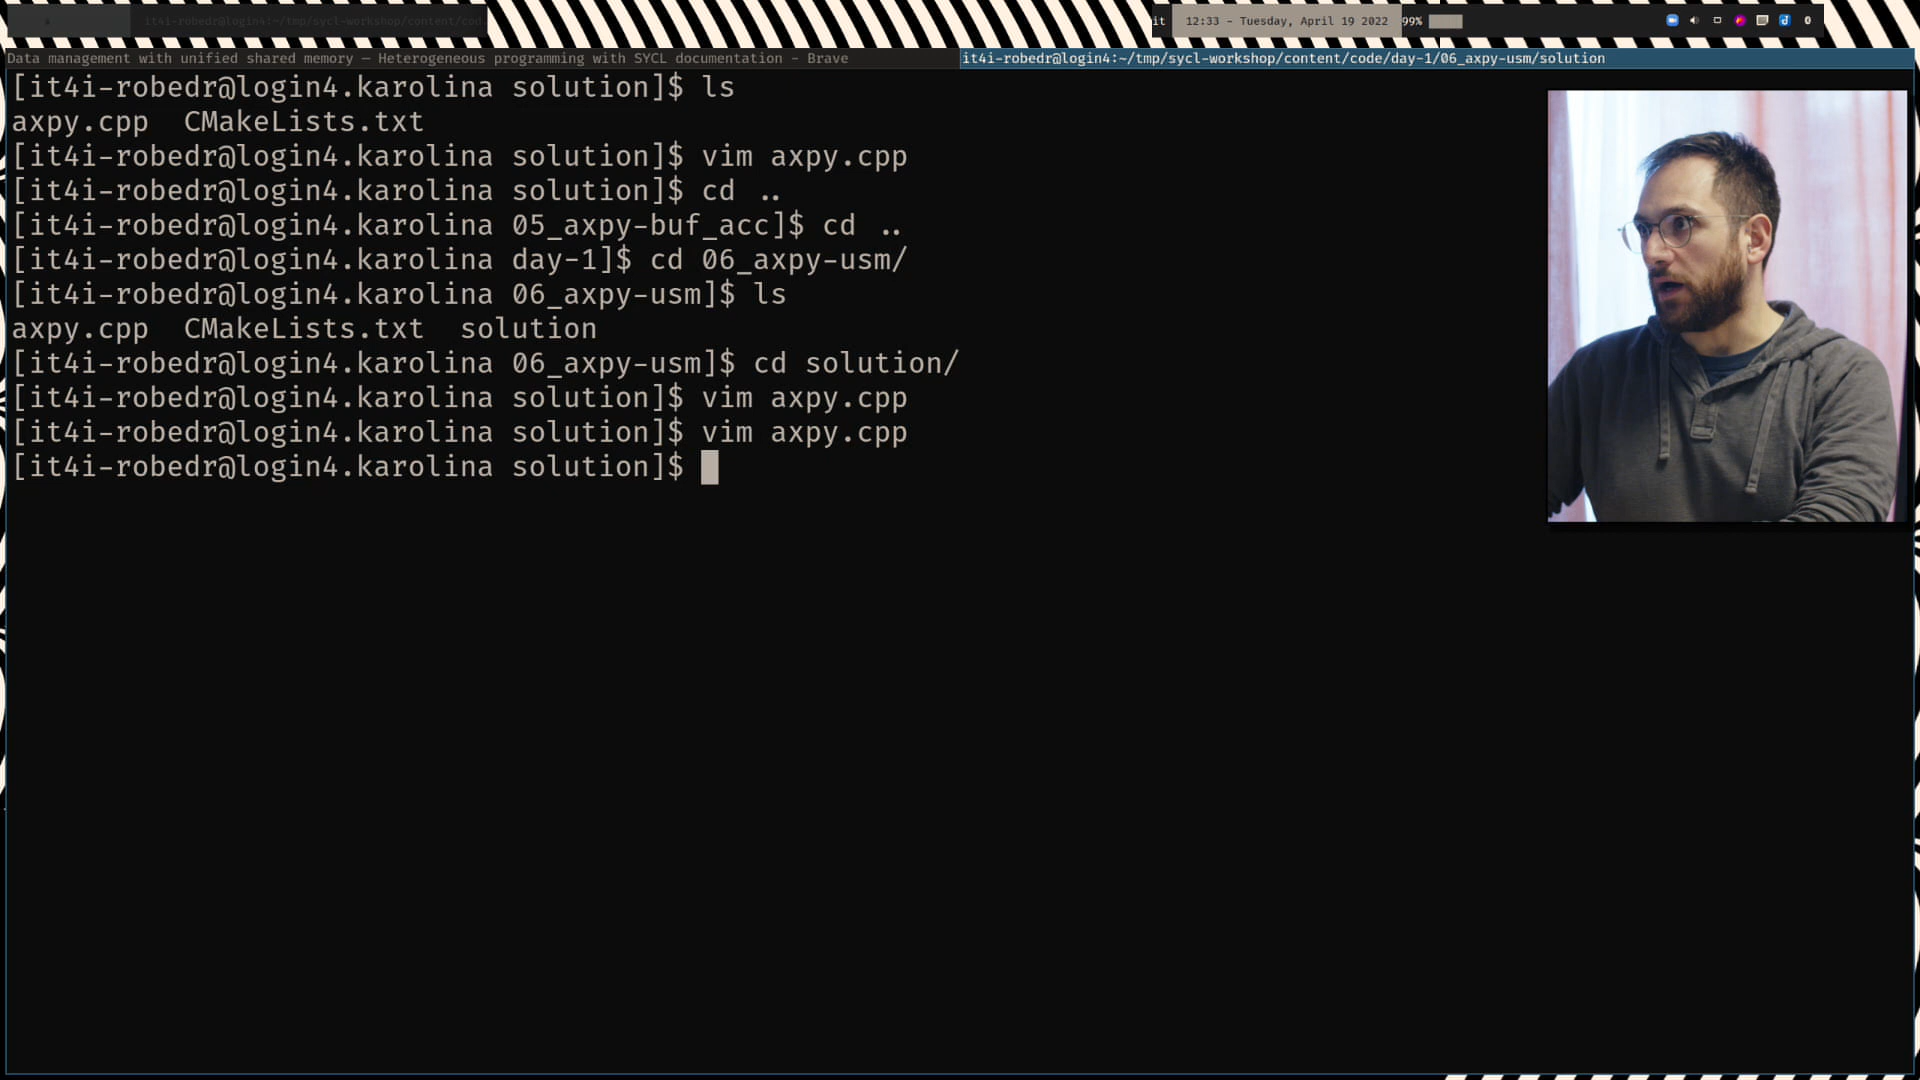 it4i-robedr@login4:~/tmp/sycl-workshop/content/cod
it
12:33 - Tuesday, April 19 2022
99%
Data management with unified shared memory — Heterogeneous programming with SYCL documentation - Brave
it4i-robedr@login4:~/tmp/sycl-workshop/content/code/day-1/06_axpy-usm/solution
[it4i-robedr@login4.karolina solution]$ ls
axpy.cpp  CMakeLists.txt
[it4i-robedr@login4.karolina solution]$ vim axpy.cpp
[it4i-robedr@login4.karolina solution]$ cd ..
[it4i-robedr@login4.karolina 05_axpy-buf_acc]$ cd ..
[it4i-robedr@login4.karolina day-1]$ cd 06_axpy-usm/
[it4i-robedr@login4.karolina 06_axpy-usm]$ ls
axpy.cpp  CMakeLists.txt  solution
[it4i-robedr@login4.karolina 06_axpy-usm]$ cd solution/
[it4i-robedr@login4.karolina solution]$ vim axpy.cpp
[it4i-robedr@login4.karolina solution]$ vim axpy.cpp
[it4i-robedr@login4.karolina solution]$